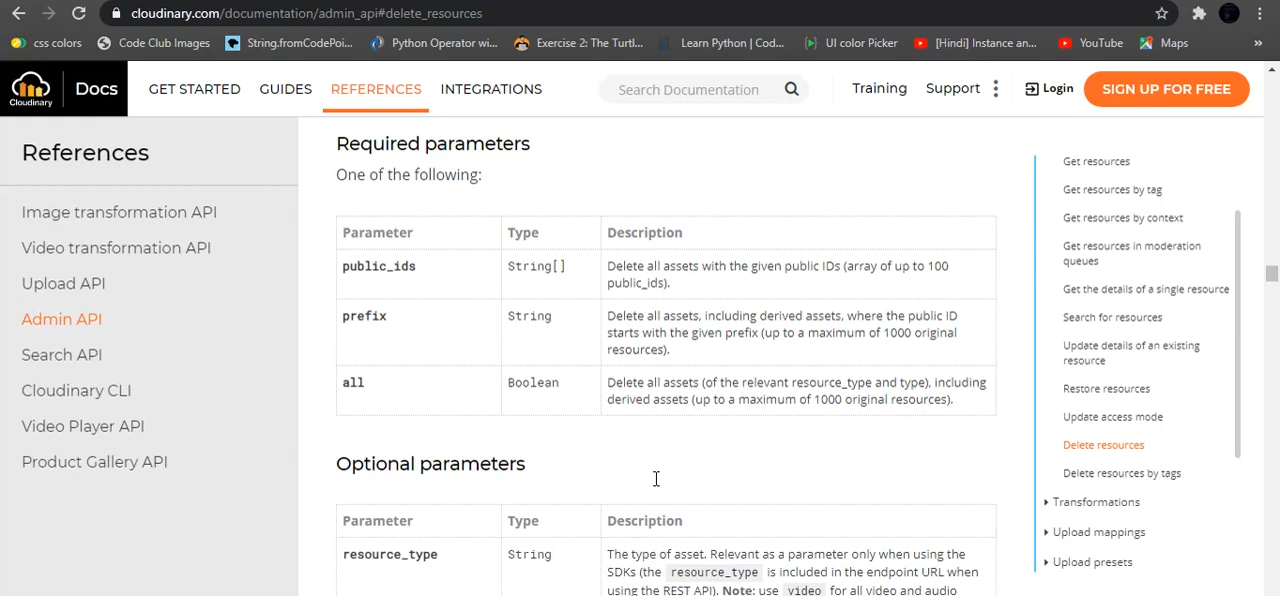 cloudinary.com/documentation/admin_api#delete_resources
css colors Code Club Images String.fromCodePoi... Python Operator wi... Exercise 2: The Turtl... Learn Python | Cod... UI color Picker [Hindi] Instance an... YouTube Maps »
Cloudinary Docs GET STARTED GUIDES REFERENCES INTEGRATIONS Search Documentation Training Support Login SIGN UP FOR FREE
References
Image transformation API
Video transformation API
Upload API
Admin API
Search API
Cloudinary CLI
Video Player API
Product Gallery API
Required parameters
One of the following:
Parameter Type Description
public_ids String[] Delete all assets with the given public IDs (array of up to 100
public_ids).
prefix String Delete all assets, including derived assets, where the public ID
starts with the given prefix (up to a maximum of 1000 original
resources).
all Boolean Delete all assets (of the relevant resource_type and type), including
derived assets (up to a maximum of 1000 original resources).
Optional parameters
Parameter Type Description
resource_type String The type of asset. Relevant as a parameter only when using the
SDKs (the resource_type is included in the endpoint URL when
using the REST API). Note: use video for all video and audio
Get resources
Get resources by tag
Get resources by context
Get resources in moderation
queues
Get the details of a single resource
Search for resources
Update details of an existing
resource
Restore resources
Update access mode
Delete resources
Delete resources by tags
Transformations
Upload mappings
Upload presets